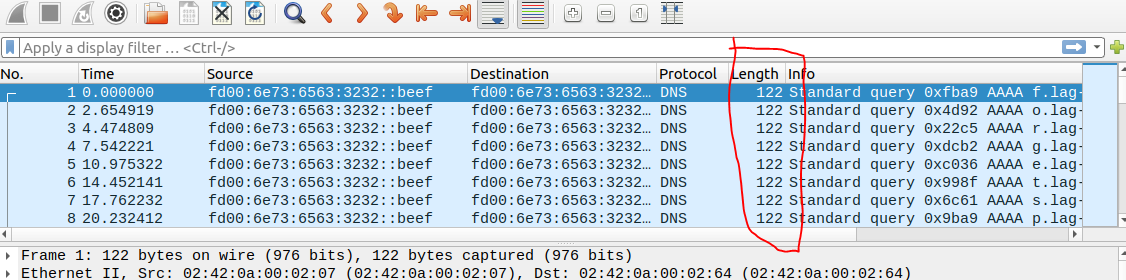 Apply a display filter … <Ctrl-/>
No. Time Source Destination Protocol Length Info
1 0.000000 fd00:6e73:6563:3232::beef fd00:6e73:6563:3232… DNS 122 Standard query 0xfba9 AAAA f.lag-
2 2.654919 fd00:6e73:6563:3232::beef fd00:6e73:6563:3232… DNS 122 Standard query 0x4d92 AAAA o.lag-
3 4.474809 fd00:6e73:6563:3232::beef fd00:6e73:6563:3232… DNS 122 Standard query 0x22c5 AAAA r.lag-
4 7.542221 fd00:6e73:6563:3232::beef fd00:6e73:6563:3232… DNS 122 Standard query 0xdcb2 AAAA g.lag-
5 10.975322 fd00:6e73:6563:3232::beef fd00:6e73:6563:3232… DNS 122 Standard query 0xc036 AAAA e.lag-
6 14.452141 fd00:6e73:6563:3232::beef fd00:6e73:6563:3232… DNS 122 Standard query 0x998f AAAA t.lag-
7 17.762232 fd00:6e73:6563:3232::beef fd00:6e73:6563:3232… DNS 122 Standard query 0x6c61 AAAA s.lag-
8 20.232412 fd00:6e73:6563:3232::beef fd00:6e73:6563:3232… DNS 122 Standard query 0x9ba9 AAAA p.lag-
Frame 1: 122 bytes on wire (976 bits), 122 bytes captured (976 bits)
Ethernet II, Src: 02:42:0a:00:02:07 (02:42:0a:00:02:07), Dst: 02:42:0a:00:02:64 (02:42:0a:00:02:64)